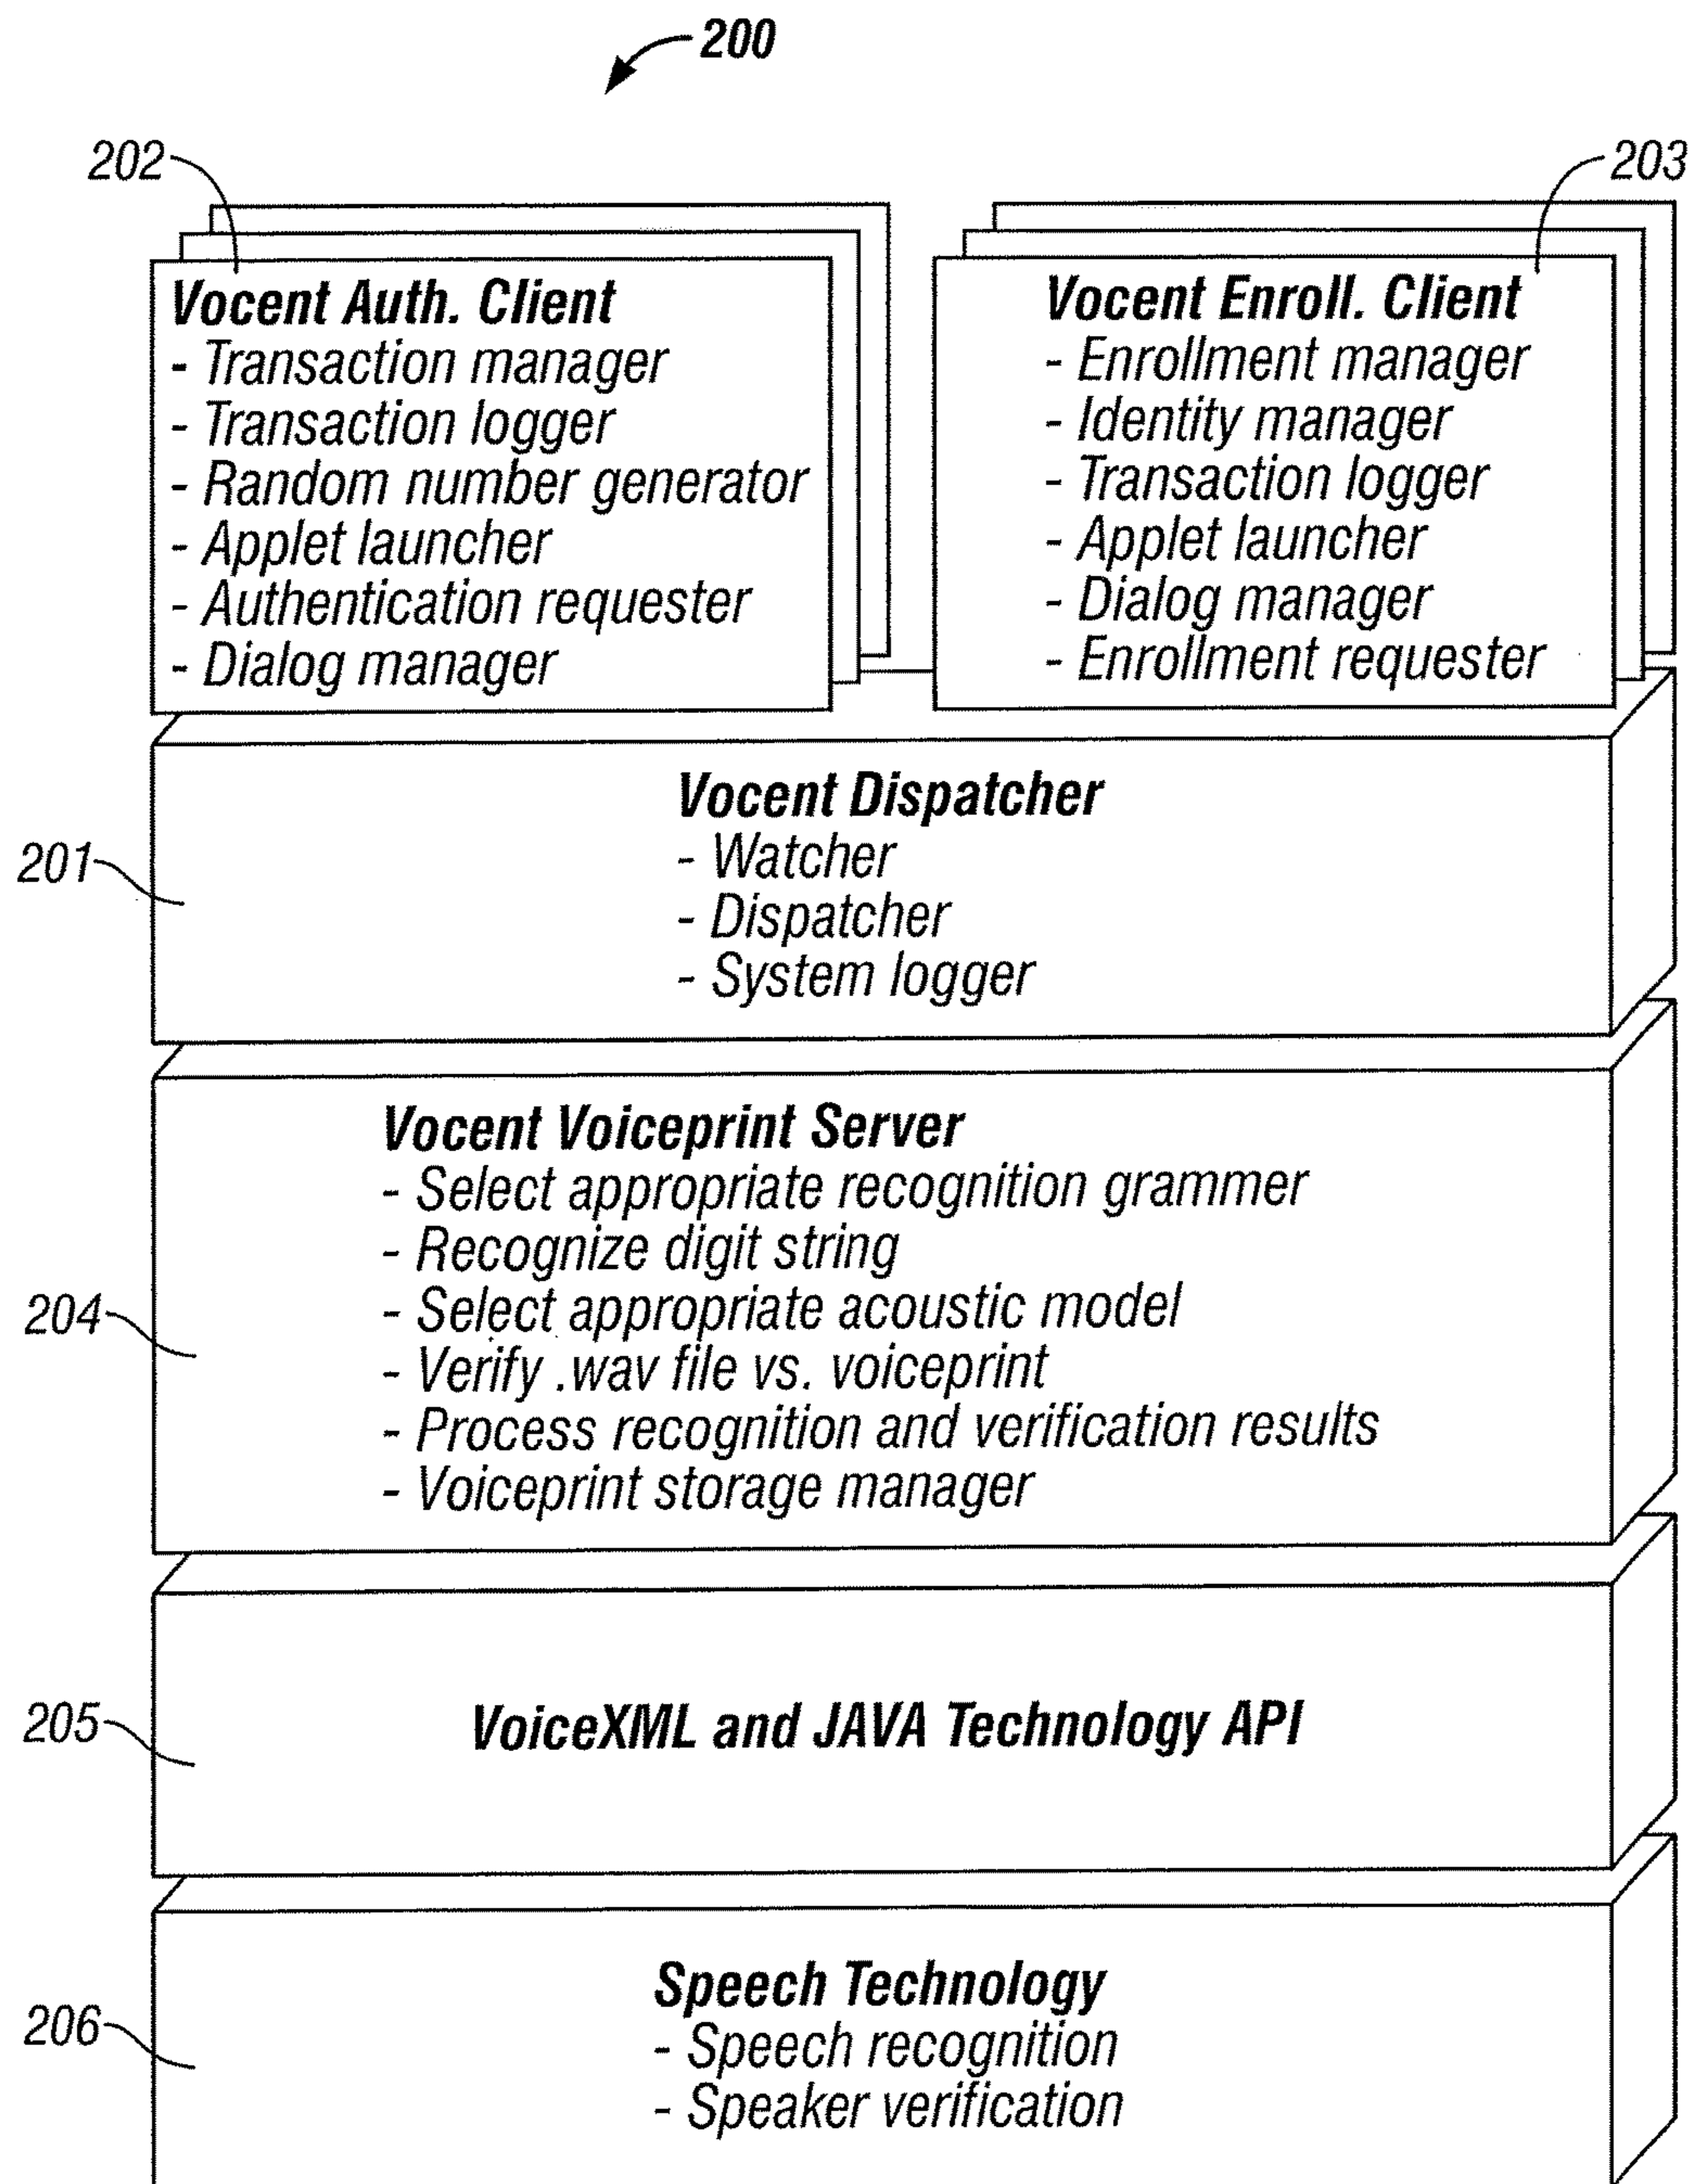 200
202
203
Vocent Auth. Client
- Transaction manager
- Transaction logger
- Random number generator
- Applet launcher
- Authentication requester
- Dialog manager
Vocent Enroll. Client
- Enrollment manager
- Identity manager
- Transaction logger
- Applet launcher
- Dialog manager
- Enrollment requester
201
Vocent Dispatcher
- Watcher
- Dispatcher
- System logger
204
Vocent Voiceprint Server
- Select appropriate recognition grammer
- Recognize digit string
- Select appropriate acoustic model
- Verify .wav file vs. voiceprint
- Process recognition and verification results
- Voiceprint storage manager
205
VoiceXML and JAVA Technology API
206
Speech Technology
- Speech recognition
- Speaker verification